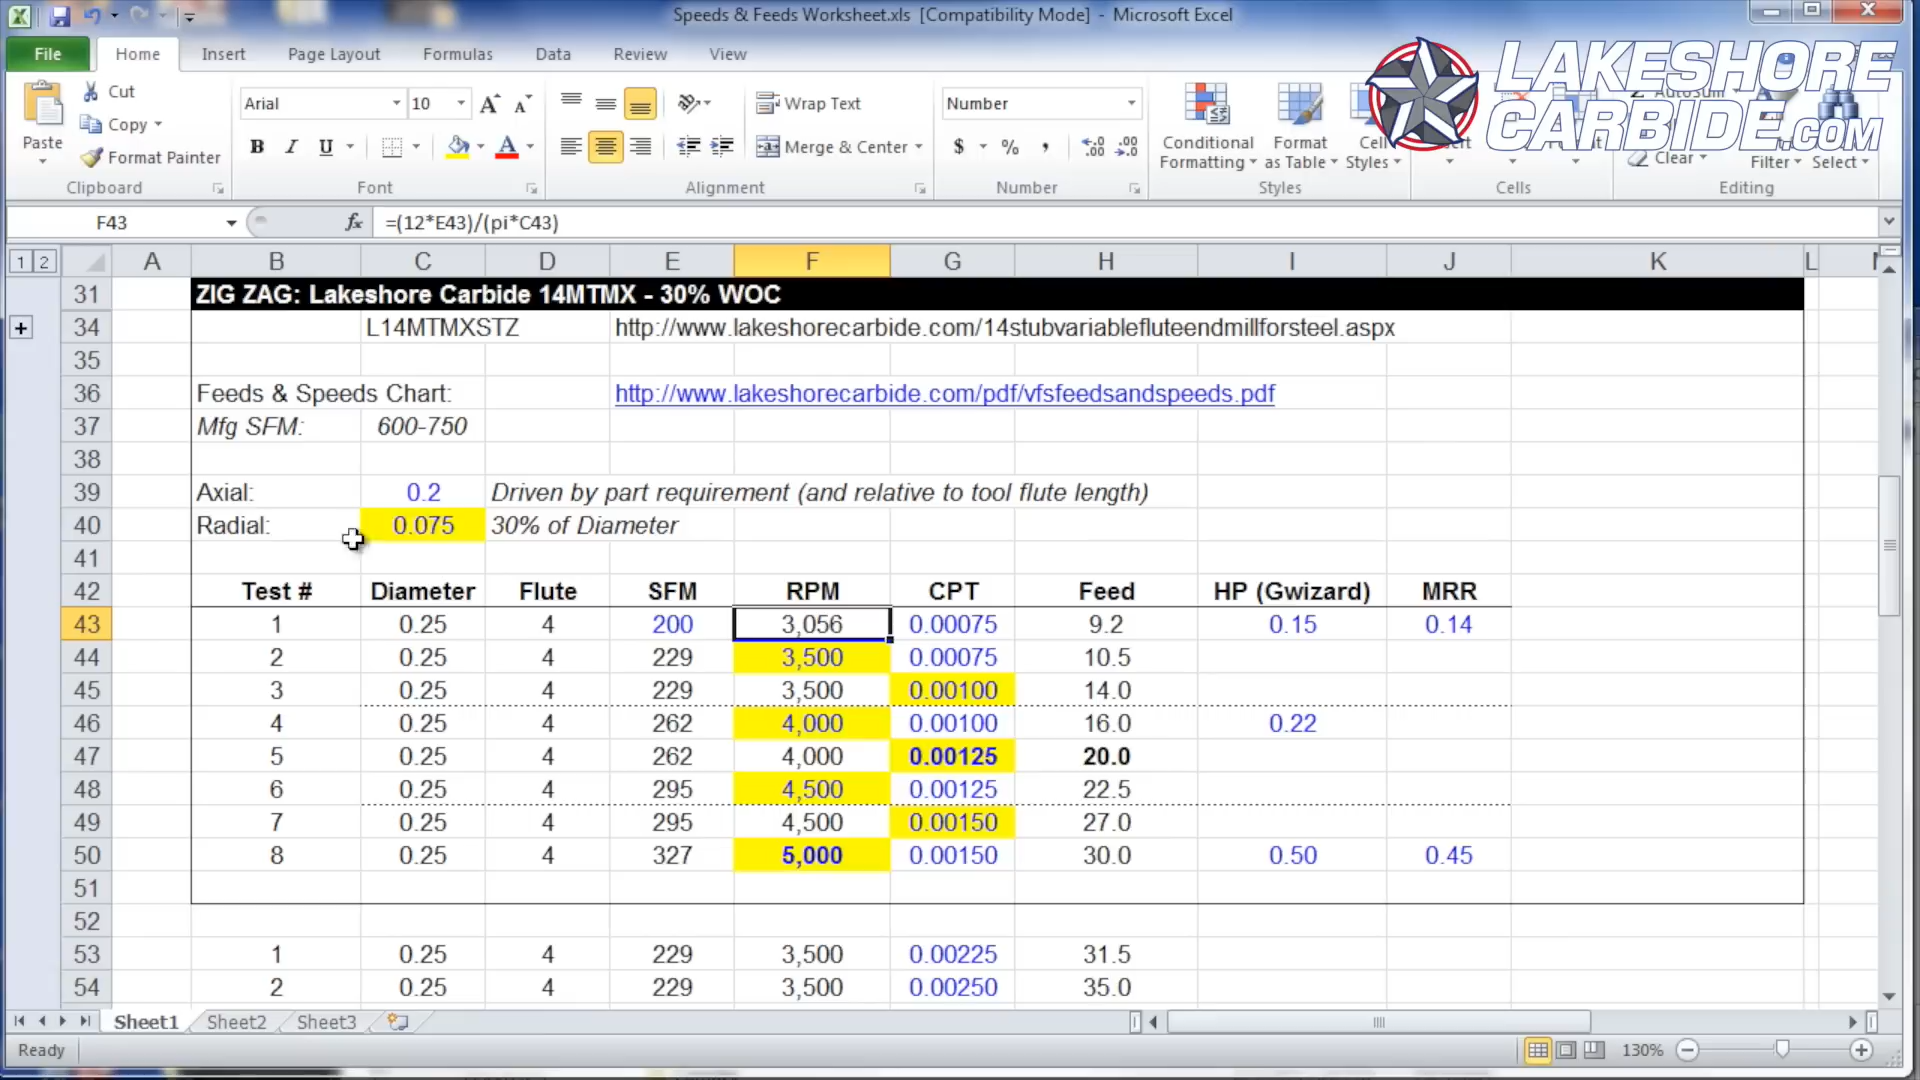 Speeds & Feeds Worksheet.xls [Compatibility Mode] - Microsoft Excel
File Home Insert Page Layout Formulas Data Review View
LAKESHORE CARBIDE.COM
Paste Cut Copy Format Painter
Arial 10
B I U A
Wrap Text
Merge & Center
Number
$ % ,
Conditional Formatting Format as Table Cell Styles
Clear Filter Select
Clipboard Font Alignment Number Styles Cells Editing
F43 fx =(12*E43)/(pi*C43)
1 2 A B C D E F G H I J K L
31 ZIG ZAG: Lakeshore Carbide 14MTMX - 30% WOC
34 L14MTMXSTZ http://www.lakeshorecarbide.com/14stubvariablefluteendmillforsteel.aspx
35
36 Feeds & Speeds Chart: http://www.lakeshorecarbide.com/pdf/vfsfeedsandspeeds.pdf
37 Mfg SFM: 600-750
38
39 Axial: 0.2 Driven by part requirement (and relative to tool flute length)
40 Radial: 0.075 30% of Diameter
41
42 Test # Diameter Flute SFM RPM CPT Feed HP (Gwizard) MRR
43 1 0.25 4 200 3,056 0.00075 9.2 0.15 0.14
44 2 0.25 4 229 3,500 0.00075 10.5
45 3 0.25 4 229 3,500 0.00100 14.0
46 4 0.25 4 262 4,000 0.00100 16.0 0.22
47 5 0.25 4 262 4,000 0.00125 20.0
48 6 0.25 4 295 4,500 0.00125 22.5
49 7 0.25 4 295 4,500 0.00150 27.0
50 8 0.25 4 327 5,000 0.00150 30.0 0.50 0.45
51
52
53 1 0.25 4 229 3,500 0.00225 31.5
54 2 0.25 4 229 3,500 0.00250 35.0
Sheet1 Sheet2 Sheet3
Ready 130%